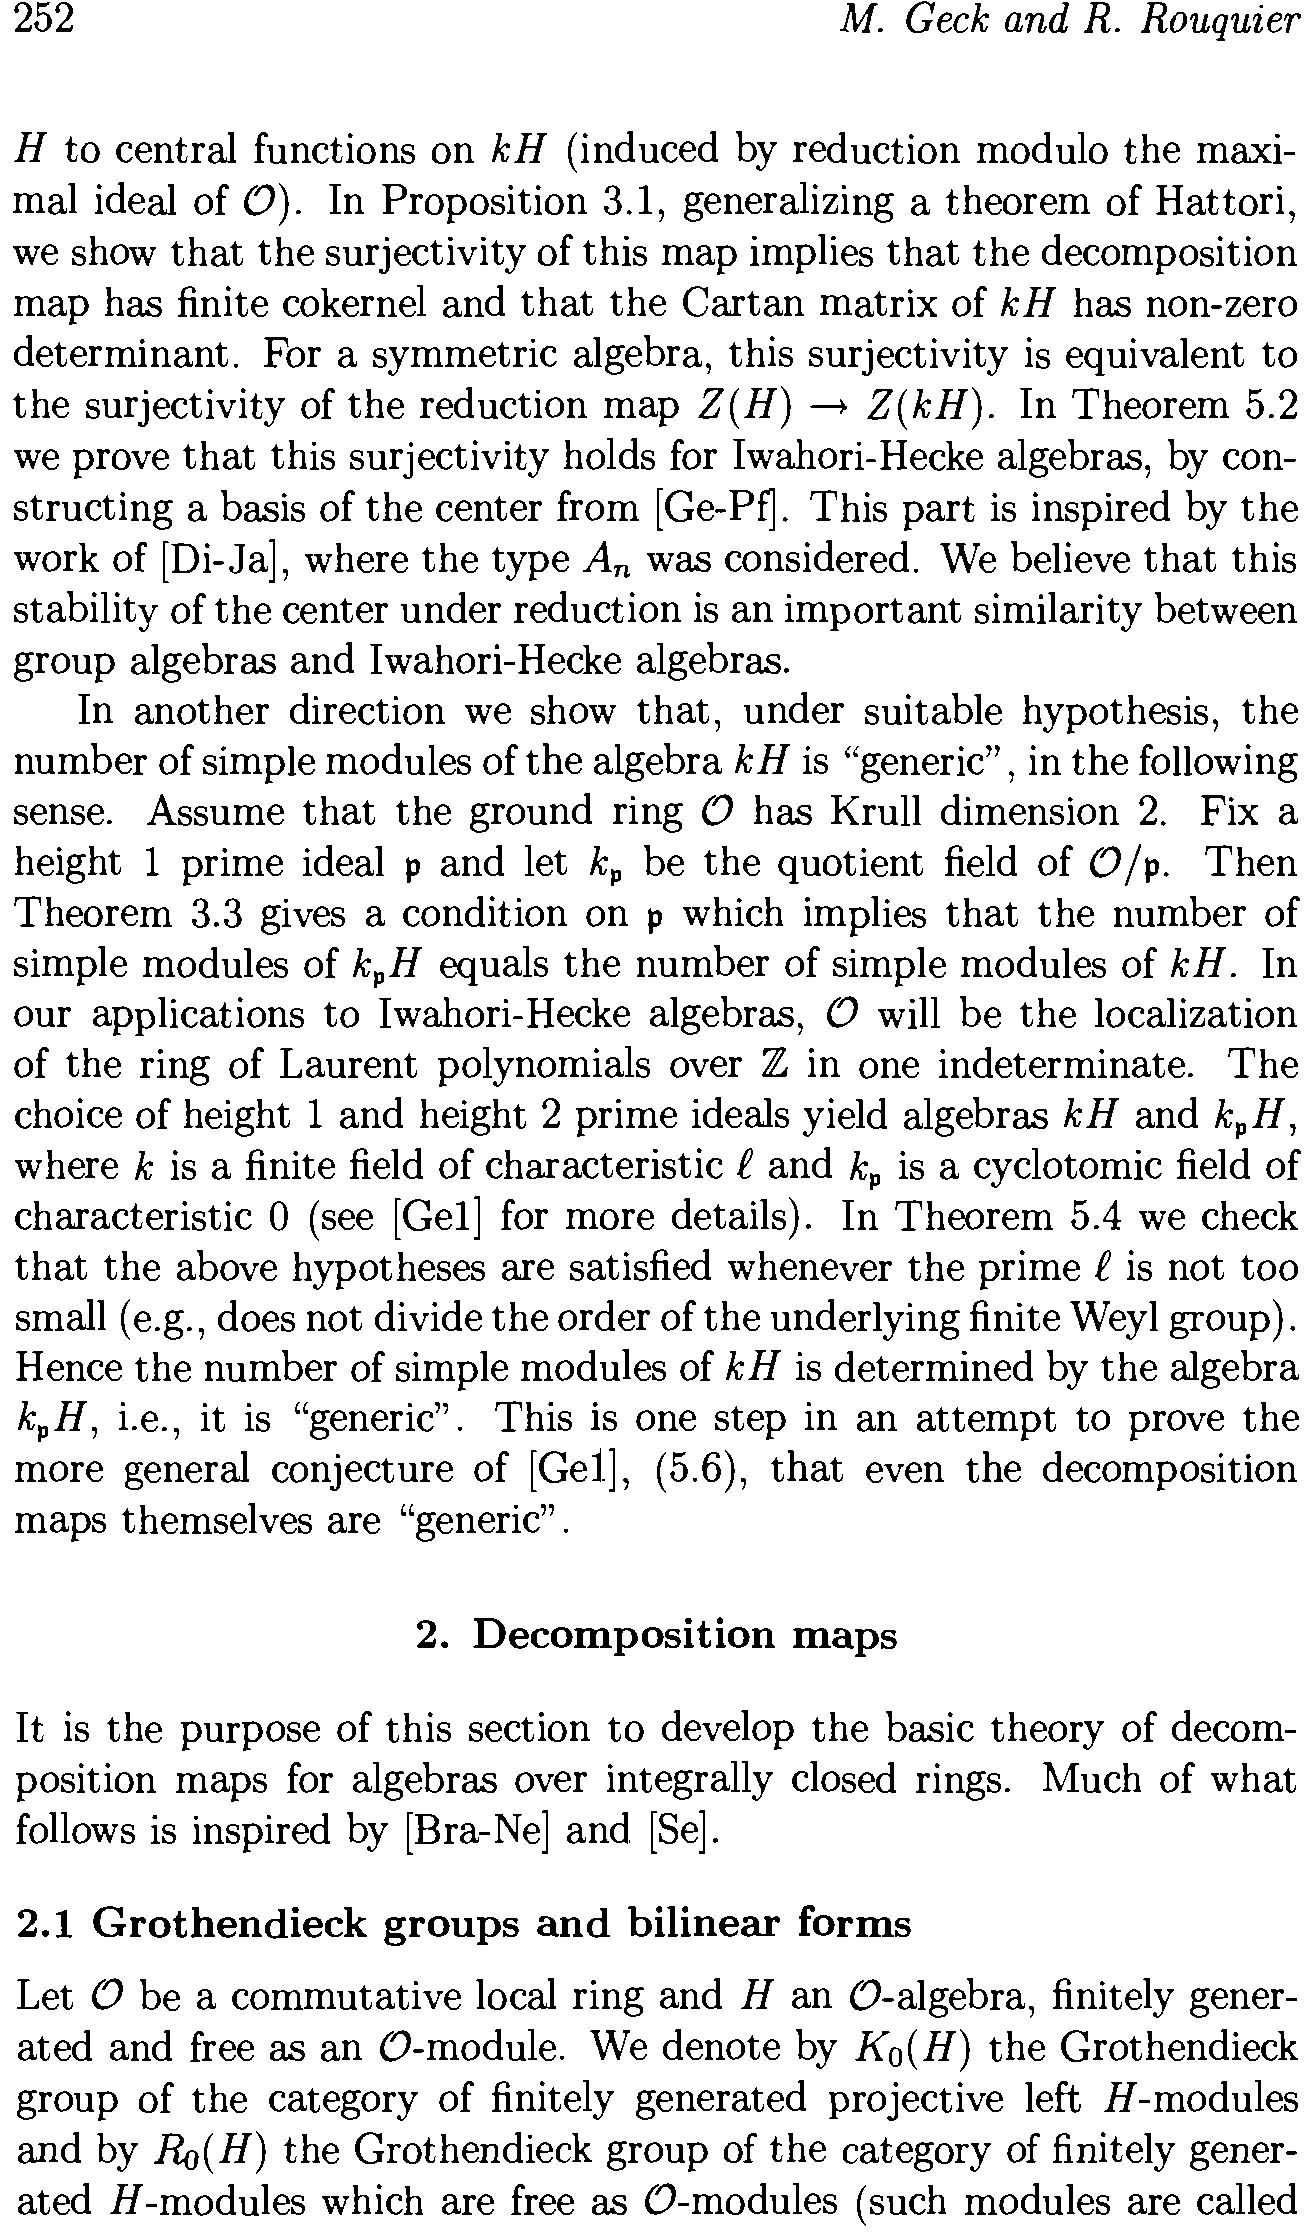 252 M. Geck and R. Rouquier
H to central functions on kH (induced by reduction modulo the maxi-
mal ideal of 𝒪). In Proposition 3.1, generalizing a theorem of Hattori,
we show that the surjectivity of this map implies that the decomposition
map has finite cokernel and that the Cartan matrix of kH has non-zero
determinant. For a symmetric algebra, this surjectivity is equivalent to
the surjectivity of the reduction map Z(H) → Z(kH). In Theorem 5.2
we prove that this surjectivity holds for Iwahori-Hecke algebras, by con-
structing a basis of the center from [Ge-Pf]. This part is inspired by the
work of [Di-Ja], where the type Aₙ was considered. We believe that this
stability of the center under reduction is an important similarity between
group algebras and Iwahori-Hecke algebras.
In another direction we show that, under suitable hypothesis, the
number of simple modules of the algebra kH is “generic”, in the following
sense. Assume that the ground ring 𝒪 has Krull dimension 2. Fix a
height 1 prime ideal 𝔭 and let k_𝔭 be the quotient field of 𝒪/𝔭. Then
Theorem 3.3 gives a condition on 𝔭 which implies that the number of
simple modules of k_𝔭H equals the number of simple modules of kH. In
our applications to Iwahori-Hecke algebras, 𝒪 will be the localization
of the ring of Laurent polynomials over ℤ in one indeterminate. The
choice of height 1 and height 2 prime ideals yield algebras kH and k_𝔭H,
where k is a finite field of characteristic ℓ and k_𝔭 is a cyclotomic field of
characteristic 0 (see [Ge1] for more details). In Theorem 5.4 we check
that the above hypotheses are satisfied whenever the prime ℓ is not too
small (e.g., does not divide the order of the underlying finite Weyl group).
Hence the number of simple modules of kH is determined by the algebra
k_𝔭H, i.e., it is “generic”. This is one step in an attempt to prove the
more general conjecture of [Ge1], (5.6), that even the decomposition
maps themselves are “generic”.
2. Decomposition maps
It is the purpose of this section to develop the basic theory of decom-
position maps for algebras over integrally closed rings. Much of what
follows is inspired by [Bra-Ne] and [Se].
2.1 Grothendieck groups and bilinear forms
Let 𝒪 be a commutative local ring and H an 𝒪-algebra, finitely gener-
ated and free as an 𝒪-module. We denote by K₀(H) the Grothendieck
group of the category of finitely generated projective left H-modules
and by R₀(H) the Grothendieck group of the category of finitely gener-
ated H-modules which are free as 𝒪-modules (such modules are called